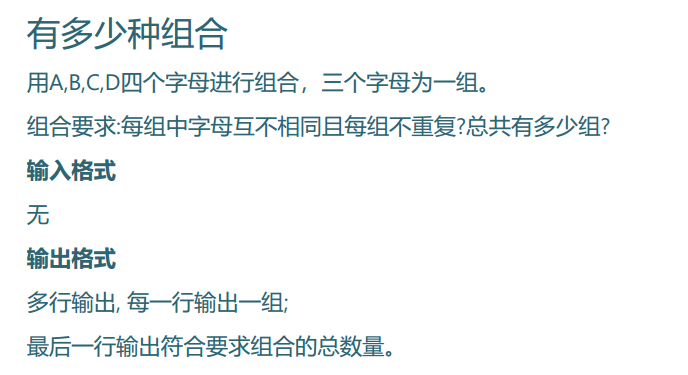 有多少种组合
用A,B,C,D四个字母进行组合，三个字母为一组。
组合要求:每组中字母互不相同且每组不重复?总共有多少组?
输入格式
无
输出格式
多行输出, 每一行输出一组;
最后一行输出符合要求组合的总数量。